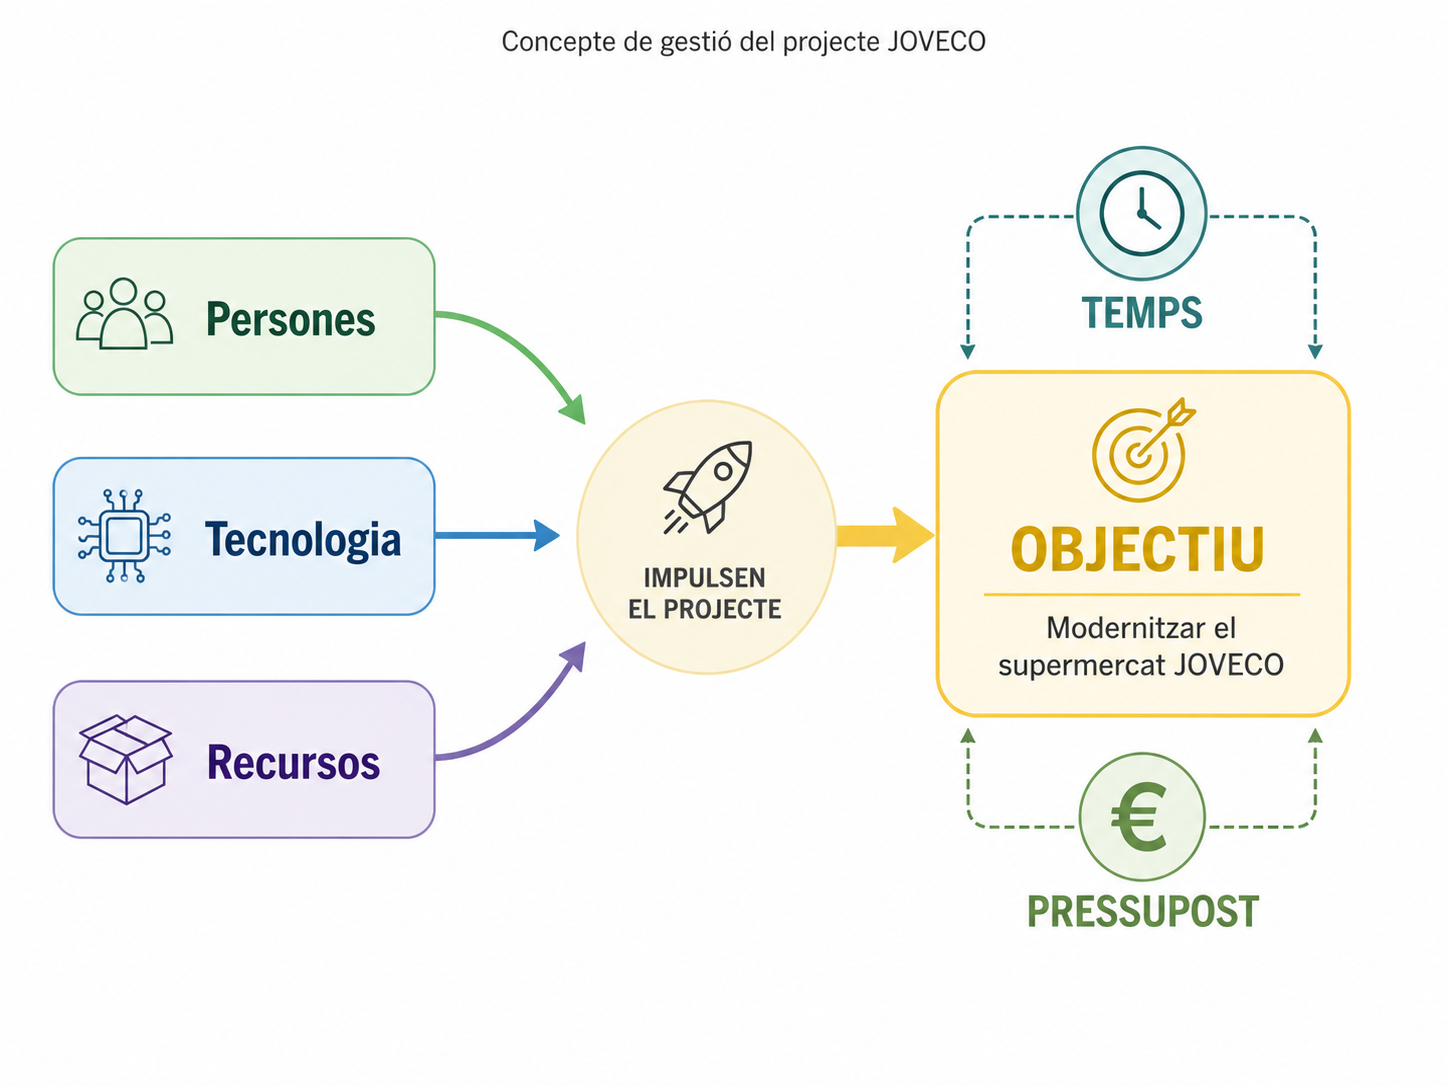 Concepte de gestió del projecte JOVECO
Persones
Tecnologia
Recursos
IMPULSEN
EL PROJECTE
TEMPS
OBJECTIU
Modernitzar el
supermercat JOVECO
€
PRESSUPOST